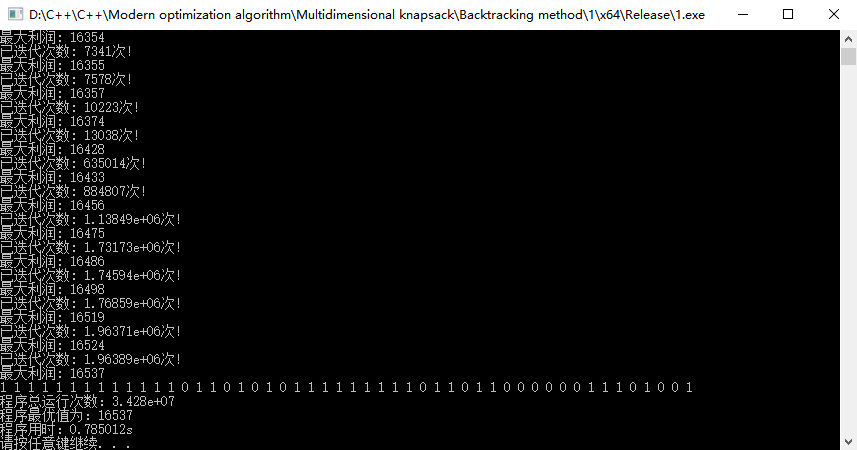 D:\C++\C++\Modern optimization algorithm\Multidimensional knapsack\Backtracking method\1\x64\Release\1.exe
最大利润: 16354
已迭代次数: 7341次!
最大利润: 16355
已迭代次数: 7578次!
最大利润: 16357
已迭代次数: 10223次!
最大利润: 16374
已迭代次数: 13038次!
最大利润: 16428
已迭代次数: 635014次!
最大利润: 16433
已迭代次数: 884807次!
最大利润: 16456
已迭代次数: 1.13849e+06次!
最大利润: 16475
已迭代次数: 1.73173e+06次!
最大利润: 16486
已迭代次数: 1.74594e+06次!
最大利润: 16498
已迭代次数: 1.76859e+06次!
最大利润: 16519
已迭代次数: 1.96371e+06次!
最大利润: 16524
已迭代次数: 1.96389e+06次!
最大利润: 16537
1 1 1 1 1 1 1 1 1 1 1 1 1 0 1 1 0 1 0 1 0 1 1 1 1 1 1 1 1 1 0 1 1 0 1 1 0 0 0 0 0 0 1 1 1 0 1 0 0 1
程序总运行次数: 3.428e+07
程序最优值为: 16537
程序用时: 0.785012s
请按任意键继续. . .